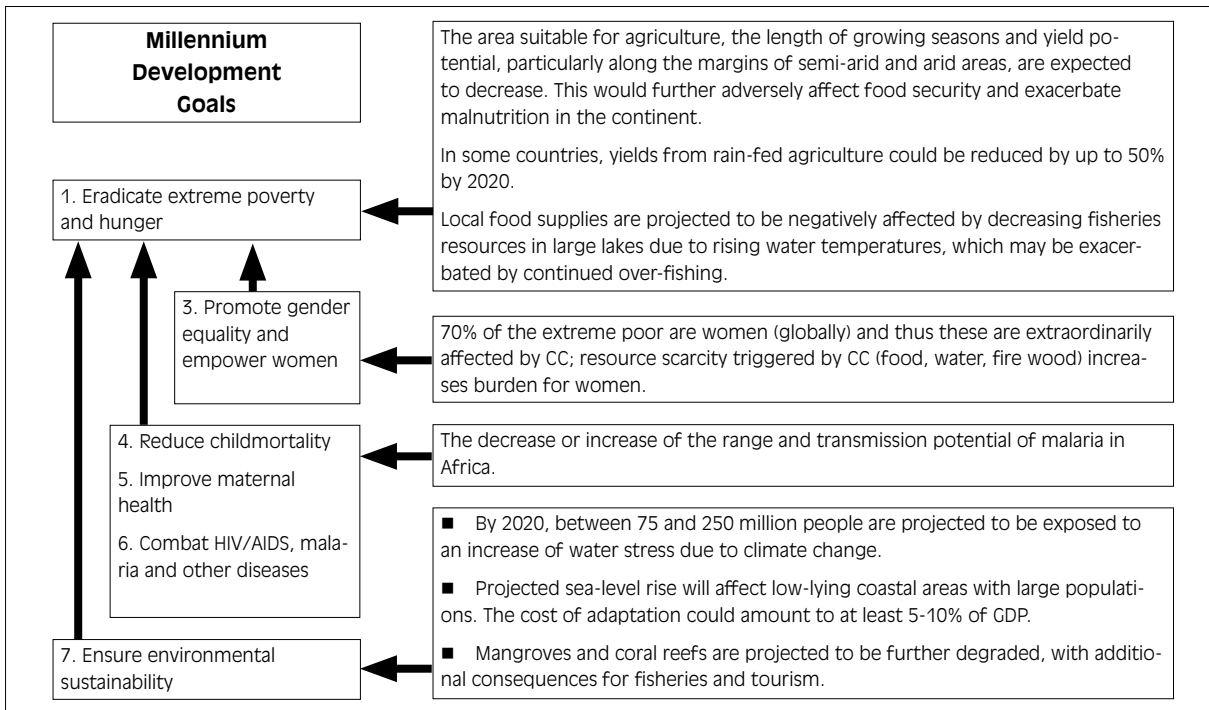 Millennium
Development
Goals
The area suitable for agriculture, the length of growing seasons and yield po-
tential, particularly along the margins of semi-arid and arid areas, are expected
to decrease. This would further adversely affect food security and exacerbate
malnutrition in the continent.
In some countries, yields from rain-fed agriculture could be reduced by up to 50%
by 2020.
Local food supplies are projected to be negatively affected by decreasing fisheries
resources in large lakes due to rising water temperatures, which may be exacer-
bated by continued over-fishing.
1. Eradicate extreme poverty
and hunger
3. Promote gender
equality and
empower women
70% of the extreme poor are women (globally) and thus these are extraordinarily
affected by CC; resource scarcity triggered by CC (food, water, fire wood) increa-
ses burden for women.
4. Reduce childmortality
5. Improve maternal
health
6. Combat HIV/AIDS, mala-
ria and other diseases
The decrease or increase of the range and transmission potential of malaria in
Africa.
■ By 2020, between 75 and 250 million people are projected to be exposed to
an increase of water stress due to climate change.
■ Projected sea-level rise will affect low-lying coastal areas with large populati-
ons. The cost of adaptation could amount to at least 5-10% of GDP.
■ Mangroves and coral reefs are projected to be further degraded, with additio-
nal consequences for fisheries and tourism.
7. Ensure environmental
sustainability